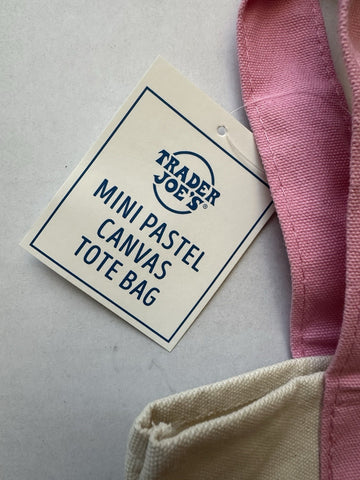 TRADER
JOE'S®
MINI PASTEL
CANVAS
TOTE BAG